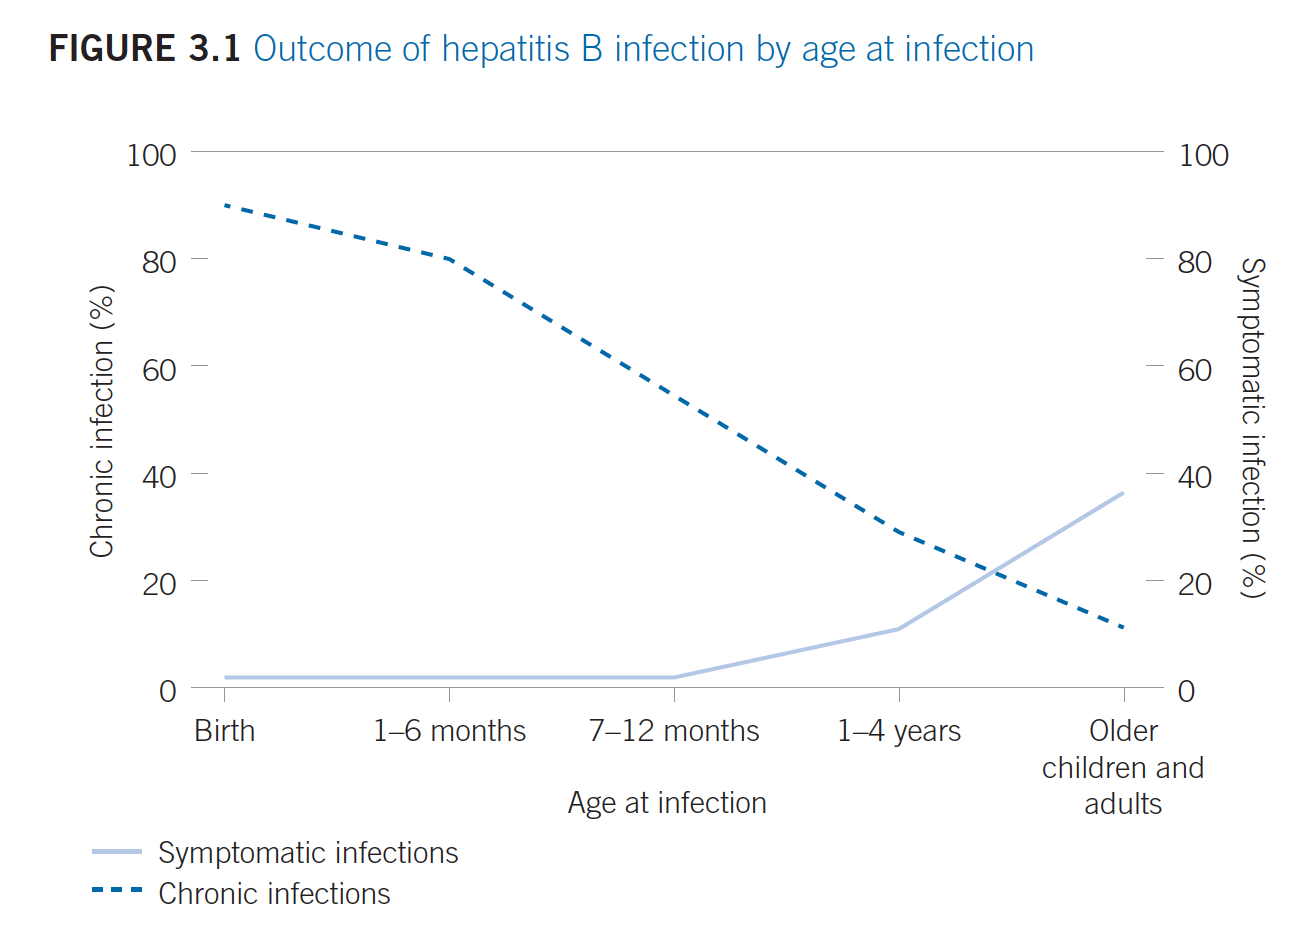 FIGURE 3.1 Outcome of hepatitis B infection by age at infection
100
80
60
40
20
0
Chronic infection (%)
100
80
60
40
20
0
Symptomatic infection (%)
Birth
1–6 months
7–12 months
1–4 years
Older
children and
adults
Age at infection
Symptomatic infections
Chronic infections